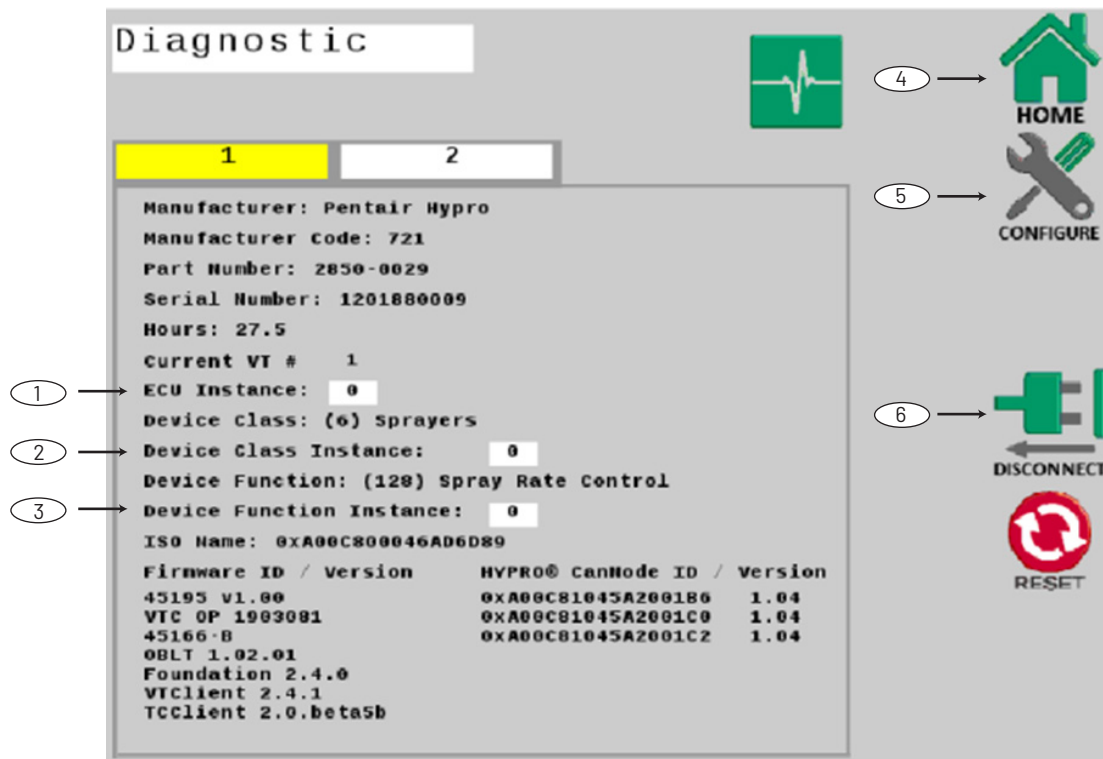 Diagnostic
1 2
Manufacturer: Pentair Hypro
Manufacturer Code: 721
Part Number: 2850-0029
Serial Number: 1201880009
Hours: 27.5
Current VT # 1
ECU Instance: 0
Device Class: (6) Sprayers
Device Class Instance: 0
Device Function: (128) Spray Rate Control
Device Function Instance: 0
ISO Name: 0xA00C800046AD6D89
Firmware ID / Version HYPRO® CanNode ID / Version
45195 v1.00 0xA00C81045A2001B6 1.04
VTC OP 1903081 0xA00C81045A2001C0 1.04
45166-B 0xA00C81045A2001C2 1.04
OBLT 1.02.01
Foundation 2.4.0
VTClient 2.4.1
TCClient 2.0.beta5b
1
2
3
4
HOME
5
CONFIGURE
6
DISCONNECT
RESET